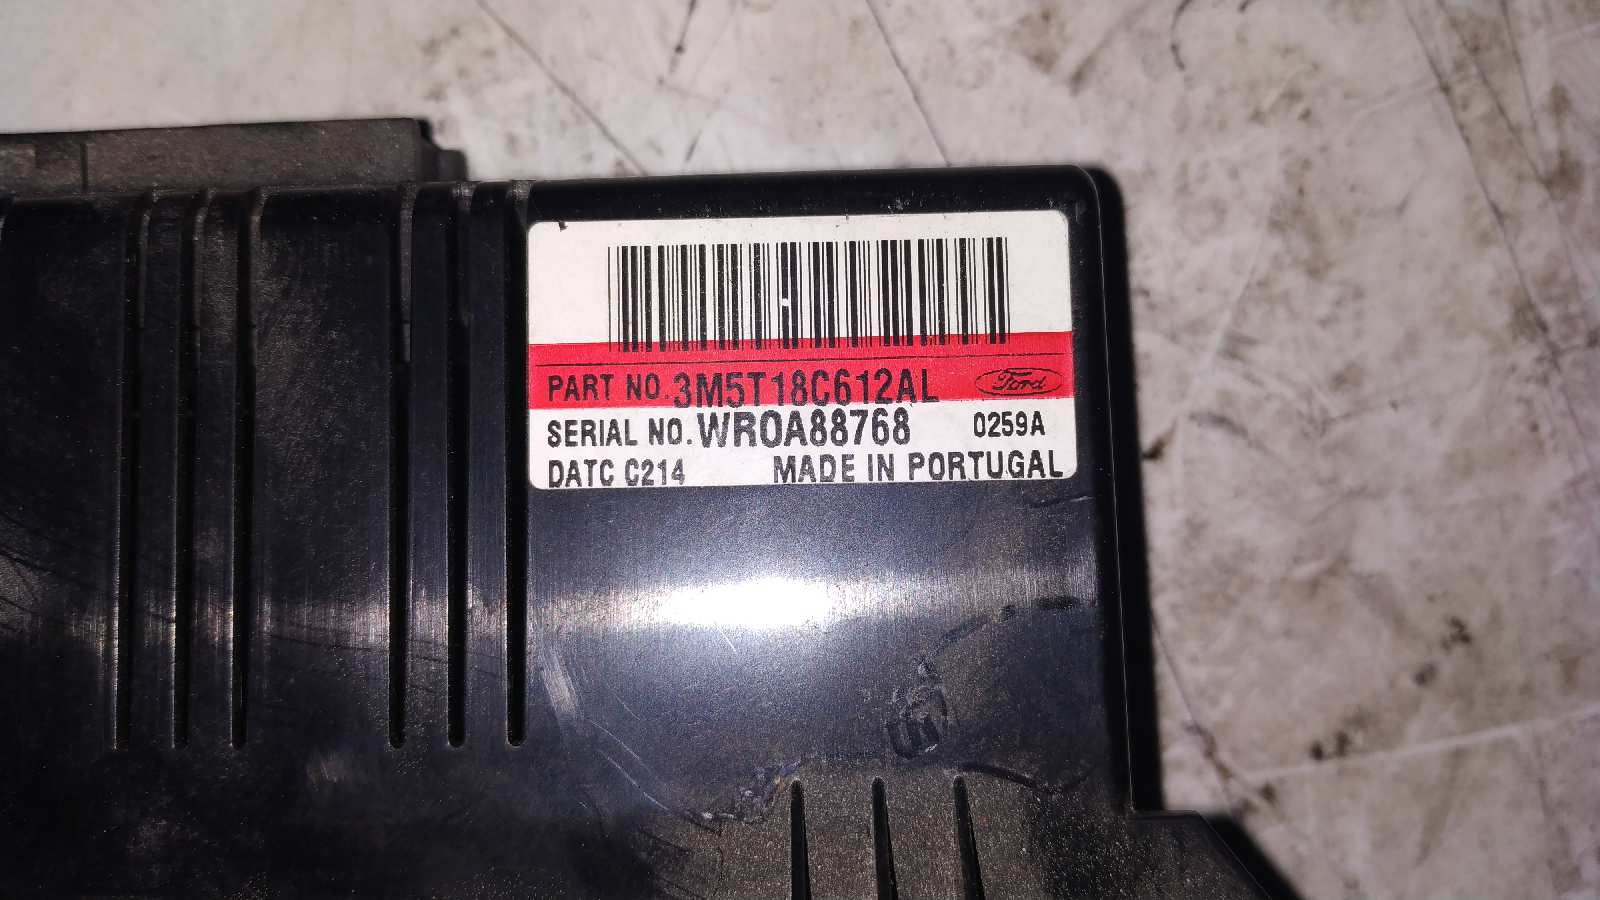 PART NO. 3M5T18C612AL Ford
SERIAL NO. WR0A88768 0259A
DATC C214 MADE IN PORTUGAL